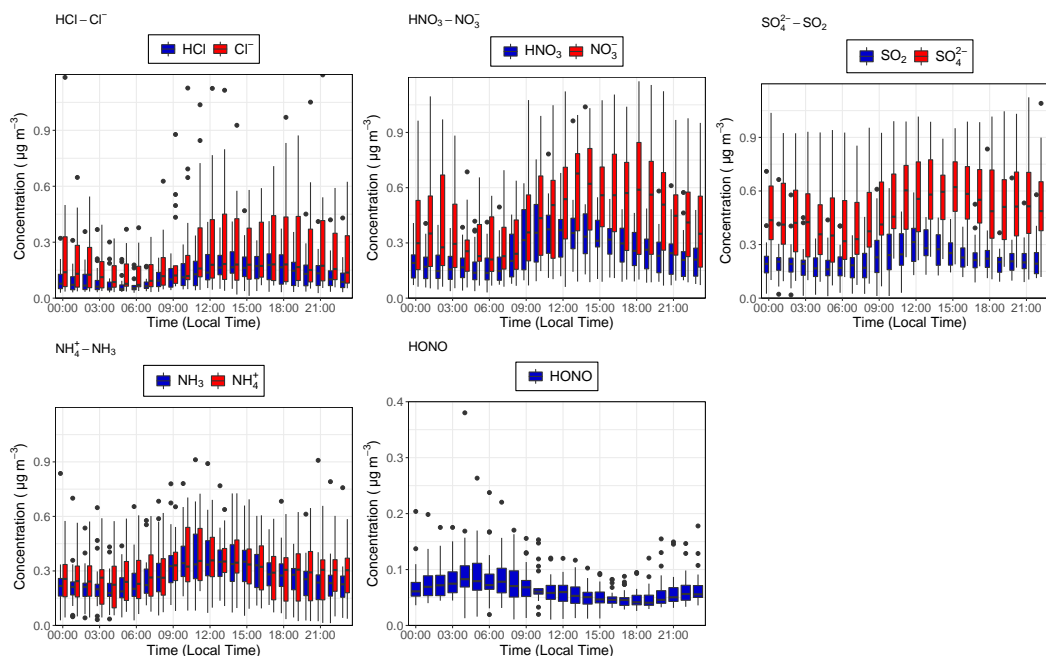 HCl − Cl⁻
HCl Cl⁻
Concentration ( µg m⁻³)
0.9
0.6
0.3
0.0
00:00 03:00 06:00 09:00 12:00 15:00 18:00 21:00
Time (Local Time)
HNO₃ − NO₃⁻
HNO₃ NO₃⁻
Concentration ( µg m⁻³)
0.9
0.6
0.3
0.0
00:00 03:00 06:00 09:00 12:00 15:00 18:00 21:00
Time (Local Time)
SO₄²⁻ − SO₂
SO₂ SO₄²⁻
Concentration ( µg m⁻³)
0.9
0.6
0.3
0.0
00:00 03:00 06:00 09:00 12:00 15:00 18:00 21:00
Time (Local Time)
NH₄⁺ − NH₃
NH₃ NH₄⁺
Concentration ( µg m⁻³)
0.9
0.6
0.3
0.0
00:00 03:00 06:00 09:00 12:00 15:00 18:00 21:00
Time (Local Time)
HONO
HONO
Concentration ( µg m⁻³)
0.4
0.3
0.2
0.1
0.0
00:00 03:00 06:00 09:00 12:00 15:00 18:00 21:00
Time (Local Time)